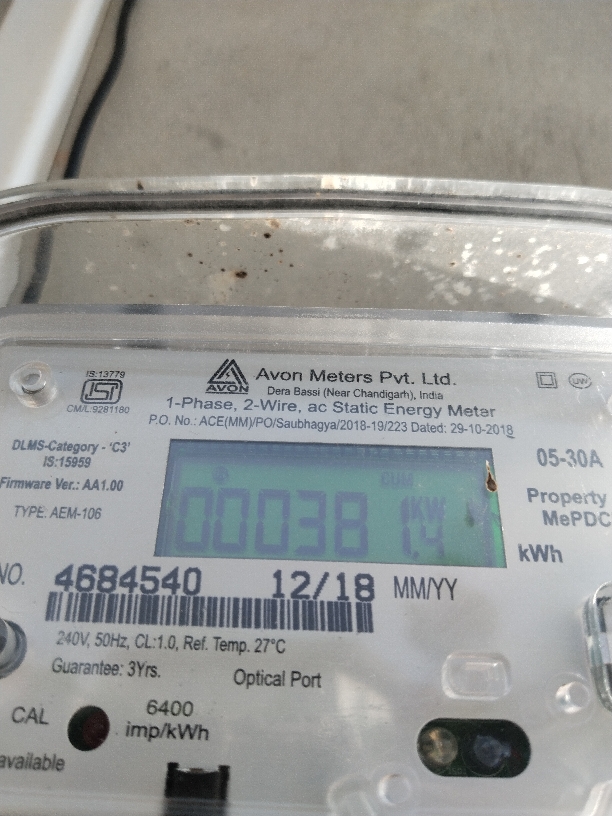 IS:13779
ISI
CM/L:9281180
AVON
Avon Meters Pvt. Ltd.
Dera Bassi (Near Chandigarh), India
UW
1-Phase, 2-Wire, ac Static Energy Meter
P.O. No.: ACE(MM)/PO/Saubhagya/2018-19/223 Dated: 29-10-2018
DLMS-Category - 'C3'
IS:15959
Firmware Ver.: AA1.00
TYPE: AEM-106
CUM
KW
05-30A
Property
MePDC
kWh
NO. 4684540 12/18 MM/YY
240V, 50Hz, CL:1.0, Ref. Temp. 27°C
Guarantee: 3Yrs.
Optical Port
CAL
6400
imp/kWh
available